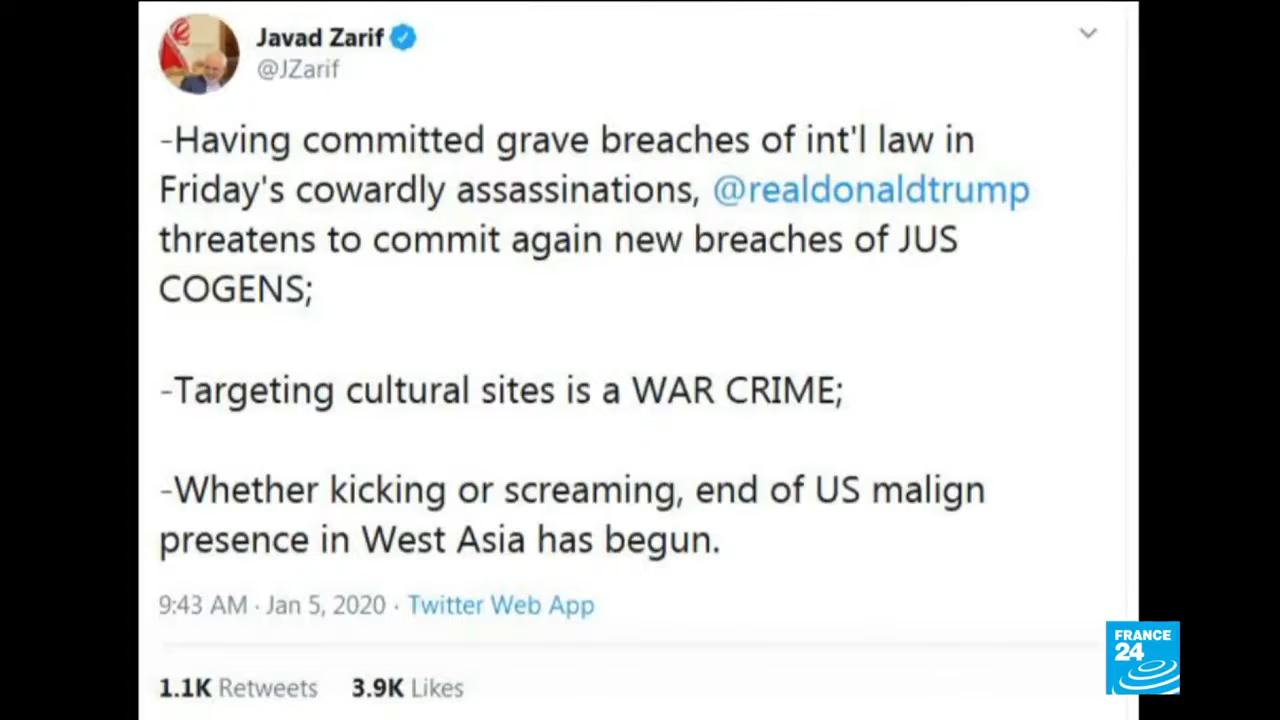 Javad Zarif
@JZarif
-Having committed grave breaches of int'l law in
Friday's cowardly assassinations, @realdonaldtrump
threatens to commit again new breaches of JUS
COGENS;
-Targeting cultural sites is a WAR CRIME;
-Whether kicking or screaming, end of US malign
presence in West Asia has begun.
9:43 AM · Jan 5, 2020 · Twitter Web App
1.1K Retweets 3.9K Likes
FRANCE
24